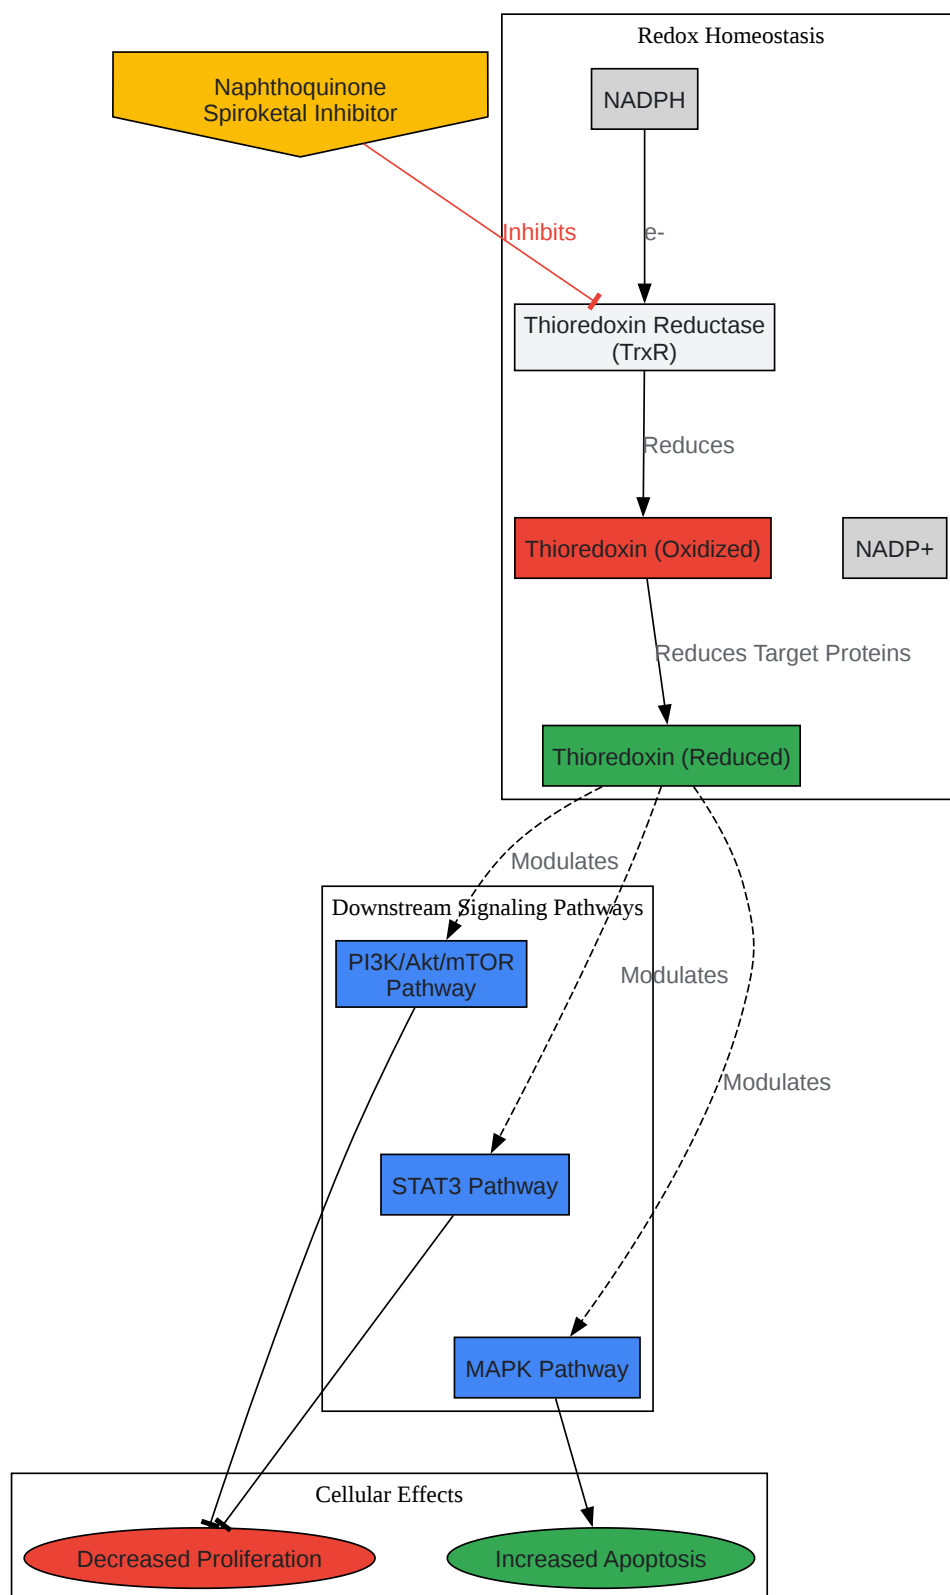 Redox Homeostasis
Naphthoquinone
Spiroketal Inhibitor
NADPH
Inhibits
e-
Thioredoxin Reductase
(TrxR)
Reduces
Thioredoxin (Oxidized)
NADP+
Reduces Target Proteins
Thioredoxin (Reduced)
Modulates
Downstream Signaling Pathways
PI3K/Akt/mTOR
Pathway
Modulates
Modulates
STAT3 Pathway
MAPK Pathway
Cellular Effects
Decreased Proliferation
Increased Apoptosis